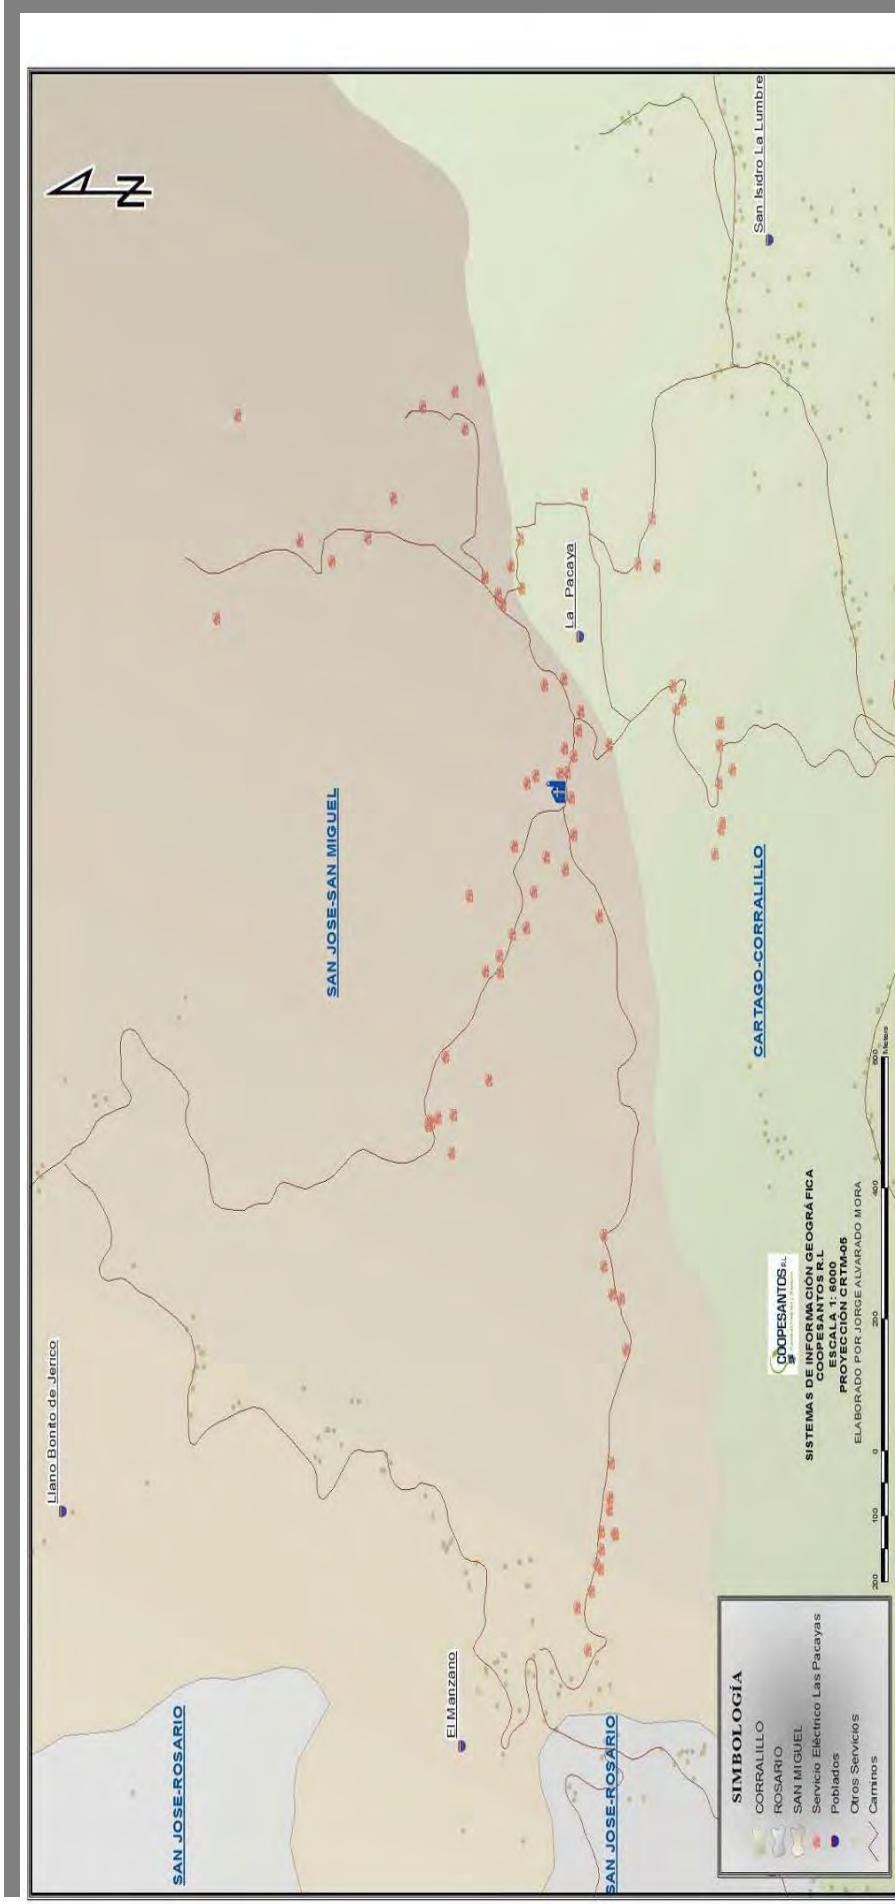 N
San Isidro La Lumbre
La Pacaya
SAN JOSE-SAN MIGUEL
CARTAGO-CORRALILLO
Llano Bonito de Jerico
El Manzano
SAN JOSE-ROSARIO
SAN JOSE-ROSARIO
COOPESANTOS R.L.
SISTEMAS DE INFORMACIÓN GEOGRÁFICA
COOPESANTOS R.L
ESCALA 1: 6000
PROYECCIÓN CRTM-05
ELABORADO POR JORGE ALVARADO MORA
200 100 0 200 400 600
Meters
SIMBOLOGÍA
CORRALILLO
ROSARIO
SAN MIGUEL
Servicio Eléctrico Las Pacayas
Poblados
Otros Servicios
Caminos